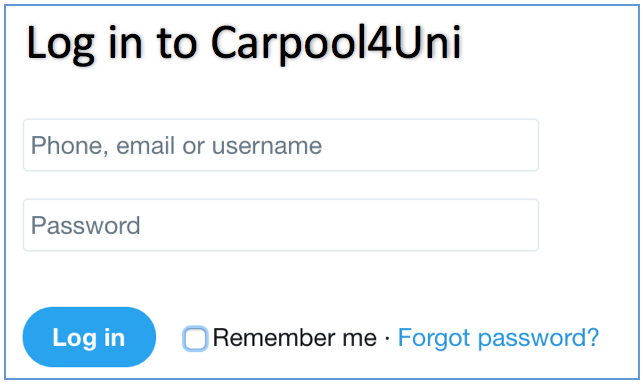 Log in to Carpool4Uni
Phone, email or username
Password
Log in Remember me · Forgot password?